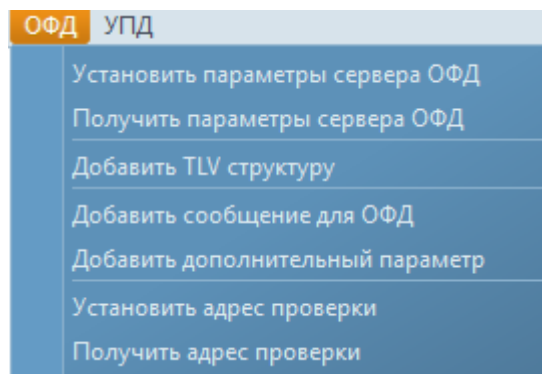 ОФД УПД
Установить параметры сервера ОФД
Получить параметры сервера ОФД
Добавить TLV структуру
Добавить сообщение для ОФД
Добавить дополнительный параметр
Установить адрес проверки
Получить адрес проверки